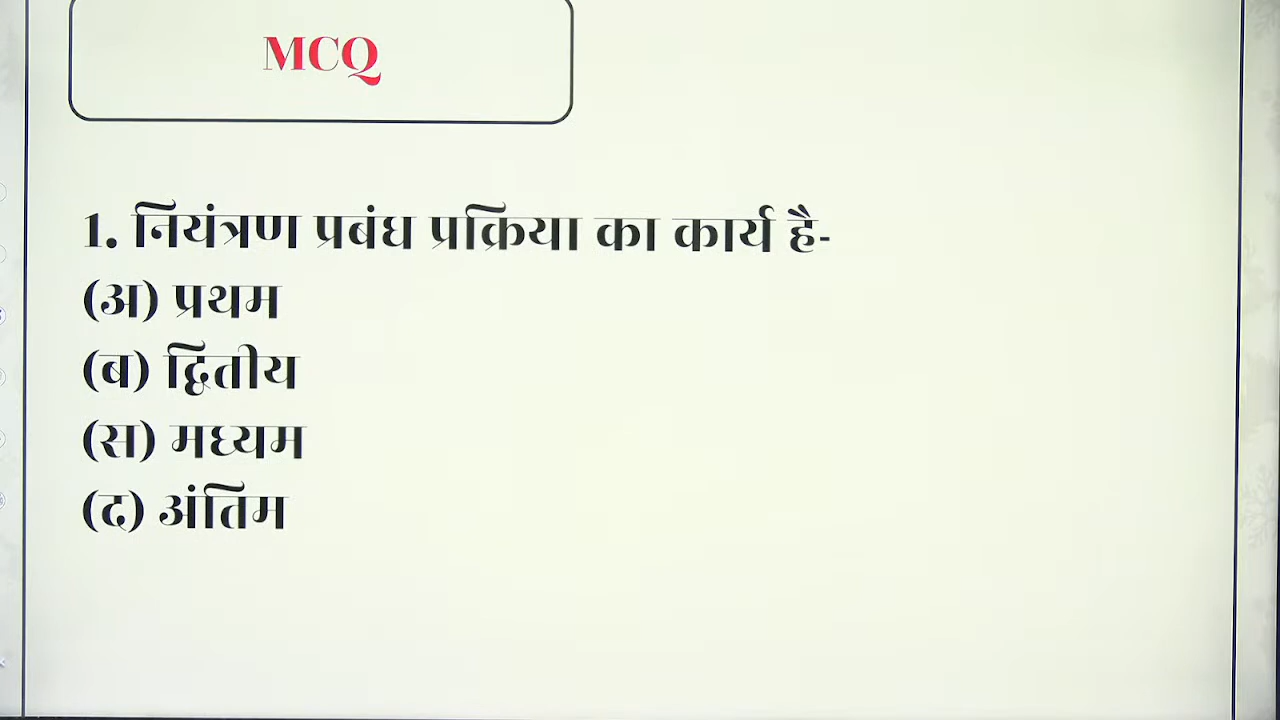 MCQ
1. नियंत्रण प्रबंध प्रक्रिया का कार्य है-
(अ) प्रथम
(ब) द्वितीय
(स) मध्यम
(द) अंतिम